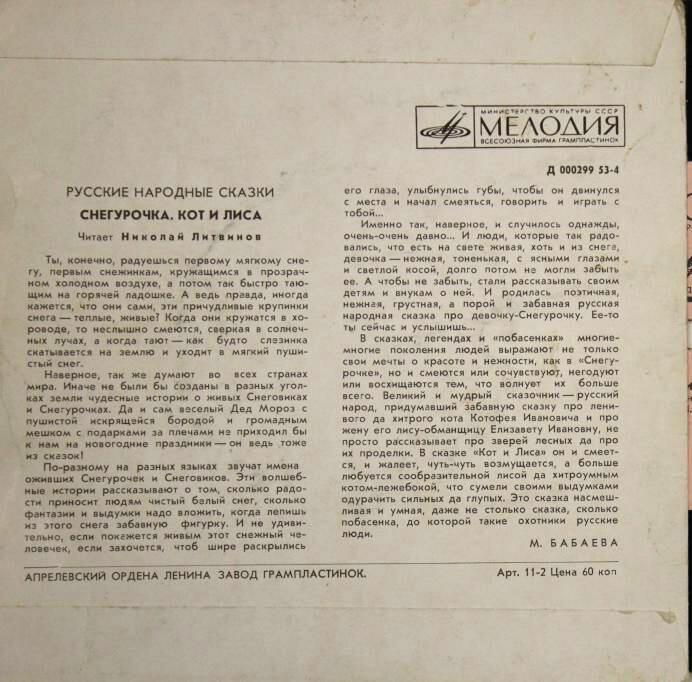 МИНИСТЕРСТВО КУЛЬТУРЫ СССР
МЕЛОДИЯ
ВСЕСОЮЗНАЯ ФИРМА ГРАМПЛАСТИНОК
Д 000299 53-4
РУССКИЕ НАРОДНЫЕ СКАЗКИ
СНЕГУРОЧКА. КОТ И ЛИСА
Читает Николай Литвинов
Ты, конечно, радуешься первому мягкому сне-
гу, первым снежинкам, кружащимся в прозрач-
ном холодном воздухе, а потом так быстро таю-
щим на горячей ладошке. А ведь правда, иногда
кажется, что они сами, эти причудливые крупинки
снега — теплые, живые? Когда они кружатся в хо-
роводе, то неслышно смеются, сверкая в солнеч-
ных лучах, а когда тают — как будто слезинка
скатывается на землю и уходит в мягкий пуши-
стый снег.
Наверное, так же думают во всех странах
мира. Иначе не были бы созданы в разных угол-
ках земли чудесные истории о живых Снеговиках
и Снегурочках. Да и сам веселый Дед Мороз с
пушистой искрящейся бородой и громадным
мешком с подарками за плечами не приходил бы
к нам на новогодние праздники — он ведь тоже
из сказок!
По-разному на разных языках звучат имена
оживших Снегурочек и Снеговиков. Эти волшеб-
ные истории рассказывают о том, сколько радо-
сти приносит людям чистый белый снег, сколько
фантазии и выдумки надо вложить, когда лепишь
из этого снега забавную фигурку. И не удиви-
тельно, если покажется живым этот снежный че-
ловечек, если захочется, чтоб шире раскрылись
его глаза, улыбнулись губы, чтобы он двинулся
с места и начал смеяться, говорить и играть с
тобой...
Именно так, наверное, и случилось однажды,
очень-очень давно... И люди, которые так радо-
вались, что есть на свете живая, хоть и из снега,
девочка — нежная, тоненькая, с ясными глазами
и светлой косой, долго потом не могли забыть
ее. А чтобы не забыть, стали рассказывать своим
детям и внукам о ней. И родилась поэтичная,
нежная, грустная, а порой и забавная русская
народная сказка про девочку-Снегурочку. Ее-то
ты сейчас и услышишь...
В сказках, легендах и «побасенках» многие-
многие поколения людей выражают не только
свои мечты о красоте и нежности, как в «Снегу-
рочке», но и смеются или сочувствуют, негодуют
или восхищаются тем, что волнует их больше
всего. Великий и мудрый сказочник — русский
народ, придумавший забавную сказку про лени-
вого да хитрого кота Котофея Ивановича и про
жену его лису-обманщицу Елизавету Ивановну, не
просто рассказывает про зверей лесных да про
их проделки. В сказке «Кот и Лиса» он и смеет-
ся, и жалеет, чуть-чуть возмущается, а больше
любуется сообразительной лисой да хитроумным
котом-лежебокой, что сумели своими выдумками
одурачить сильных да глупых. Это сказка насмеш-
ливая и умная, даже не столько сказка, сколько
побасенка, до которой такие охотники русские
люди.
М. БАБАЕВА
АПРЕЛЕВСКИЙ ОРДЕНА ЛЕНИНА ЗАВОД ГРАМПЛАСТИНОК.
Арт. 11-2 Цена 60 коп